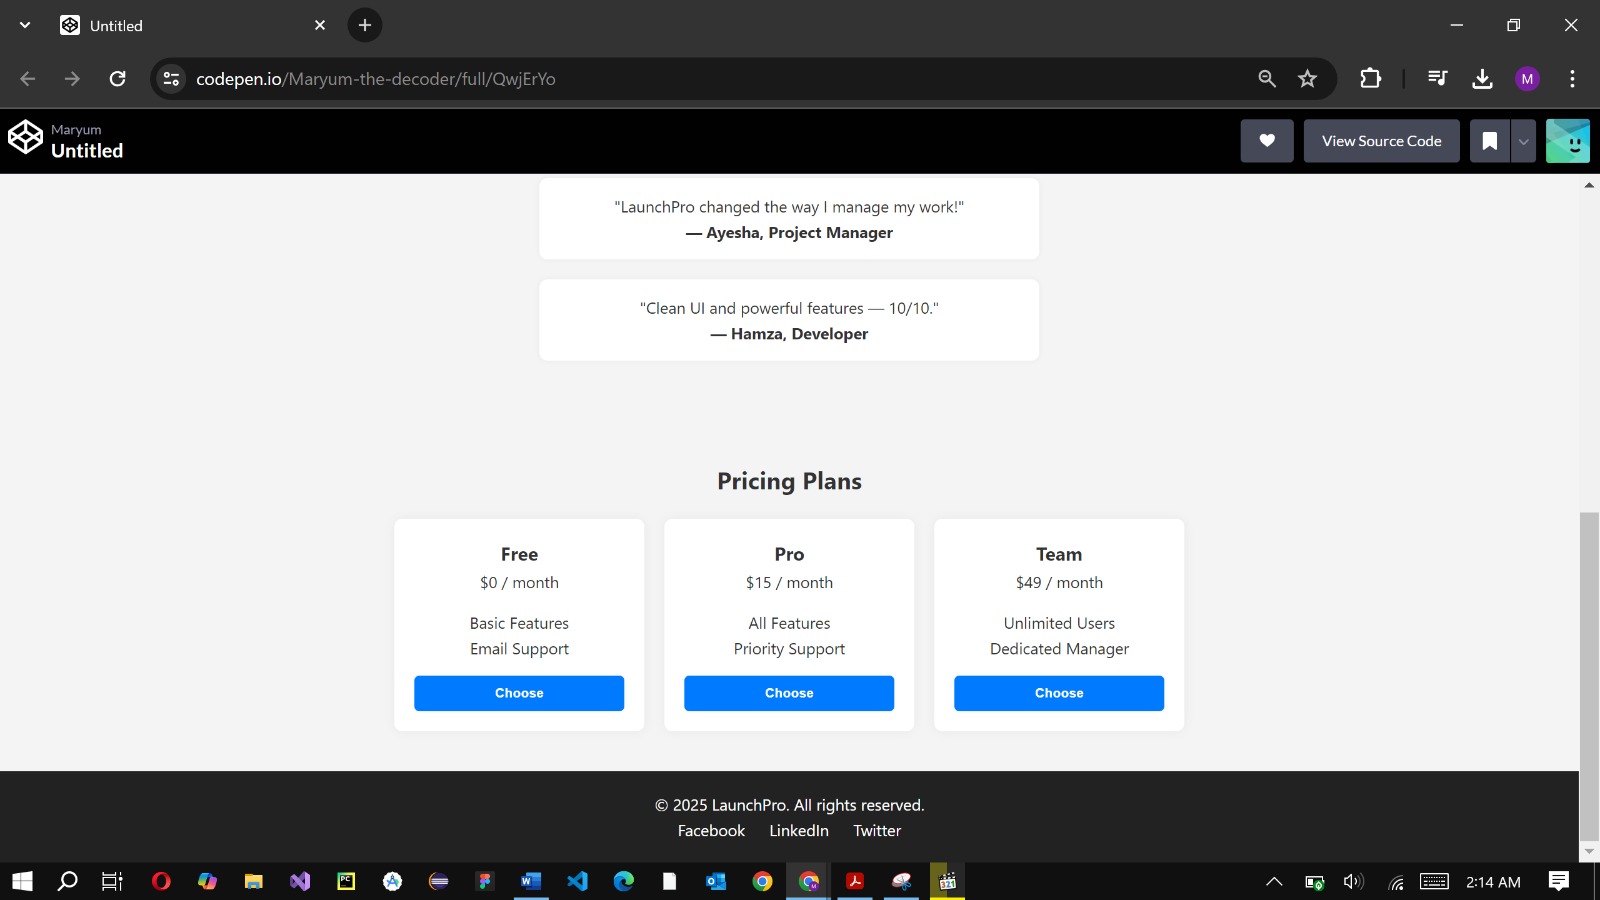 Untitled
codepen.io/Maryum-the-decoder/full/QwjErYo
M
Maryum
Untitled
View Source Code
"LaunchPro changed the way I manage my work!"
— Ayesha, Project Manager
"Clean UI and powerful features — 10/10."
— Hamza, Developer
Pricing Plans
Free
$0 / month
Basic Features
Email Support
Choose
Pro
$15 / month
All Features
Priority Support
Choose
Team
$49 / month
Unlimited Users
Dedicated Manager
Choose
© 2025 LaunchPro. All rights reserved.
Facebook LinkedIn Twitter
2:14 AM